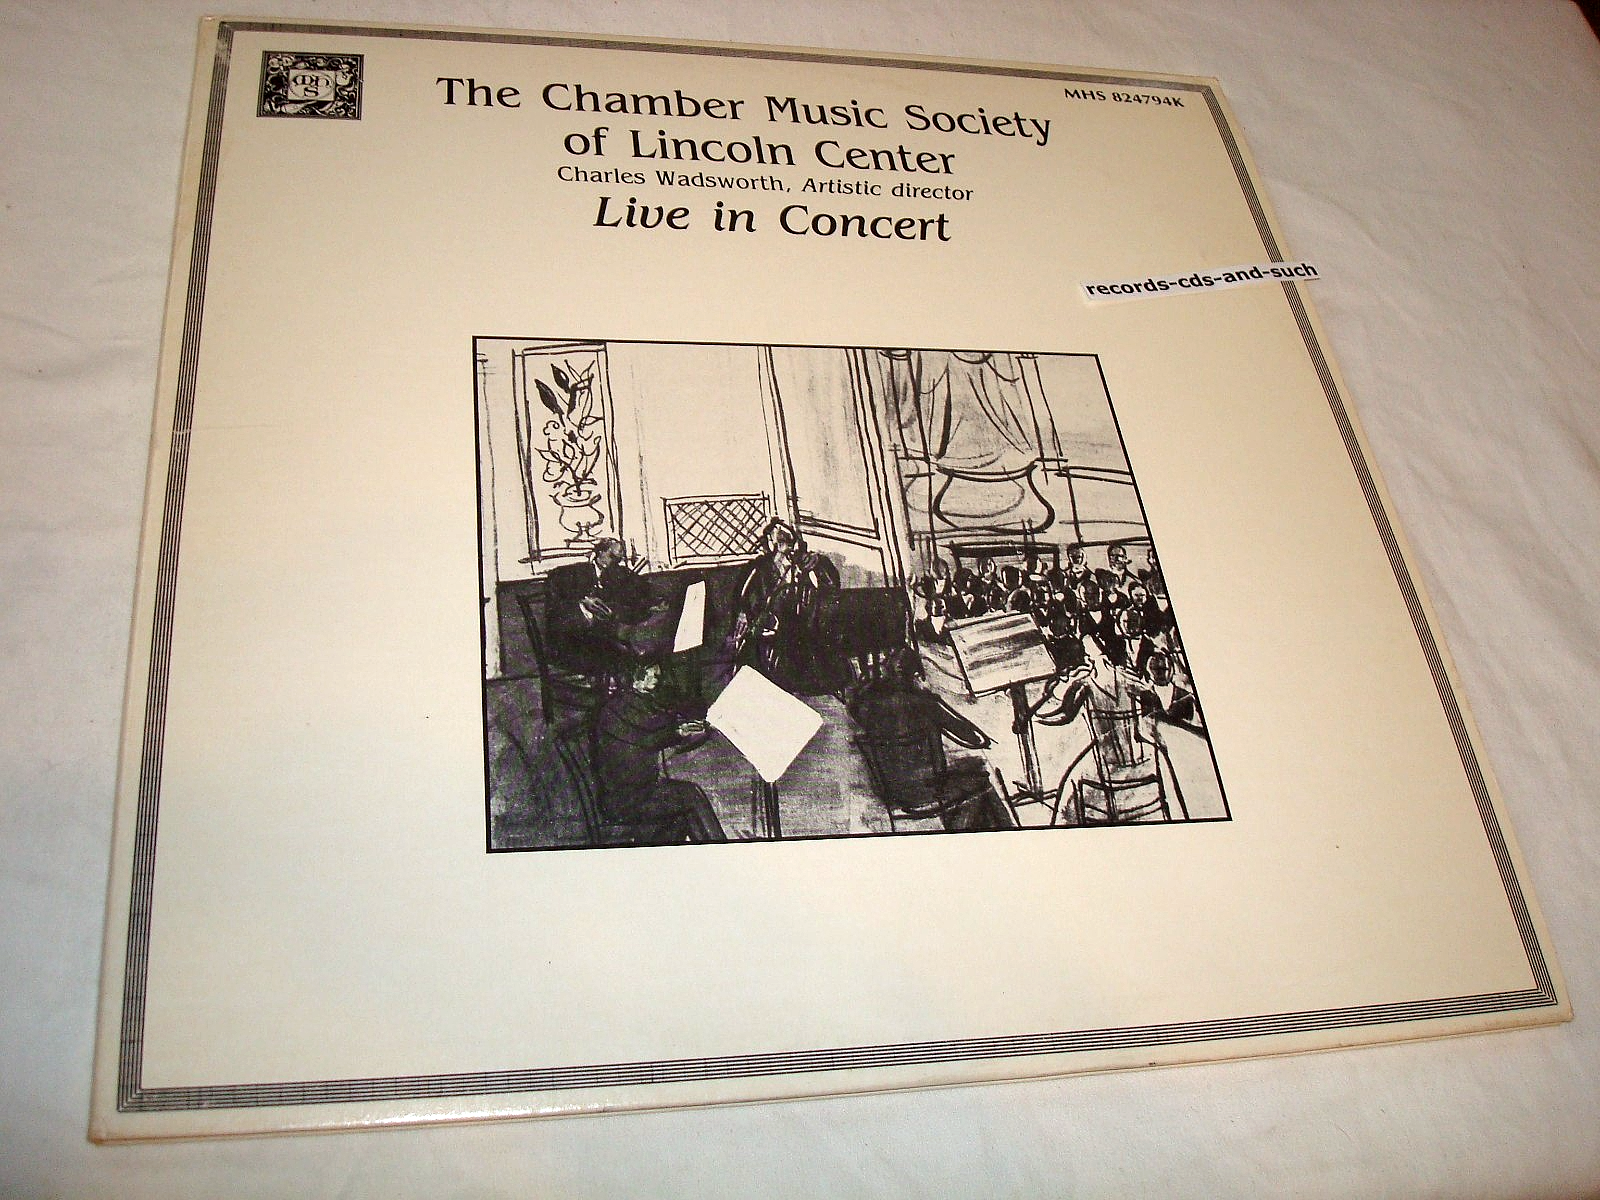 mhs
MHS 824794K
The Chamber Music Society
of Lincoln Center
Charles Wadsworth, Artistic director
Live in Concert
records-cds-and-such